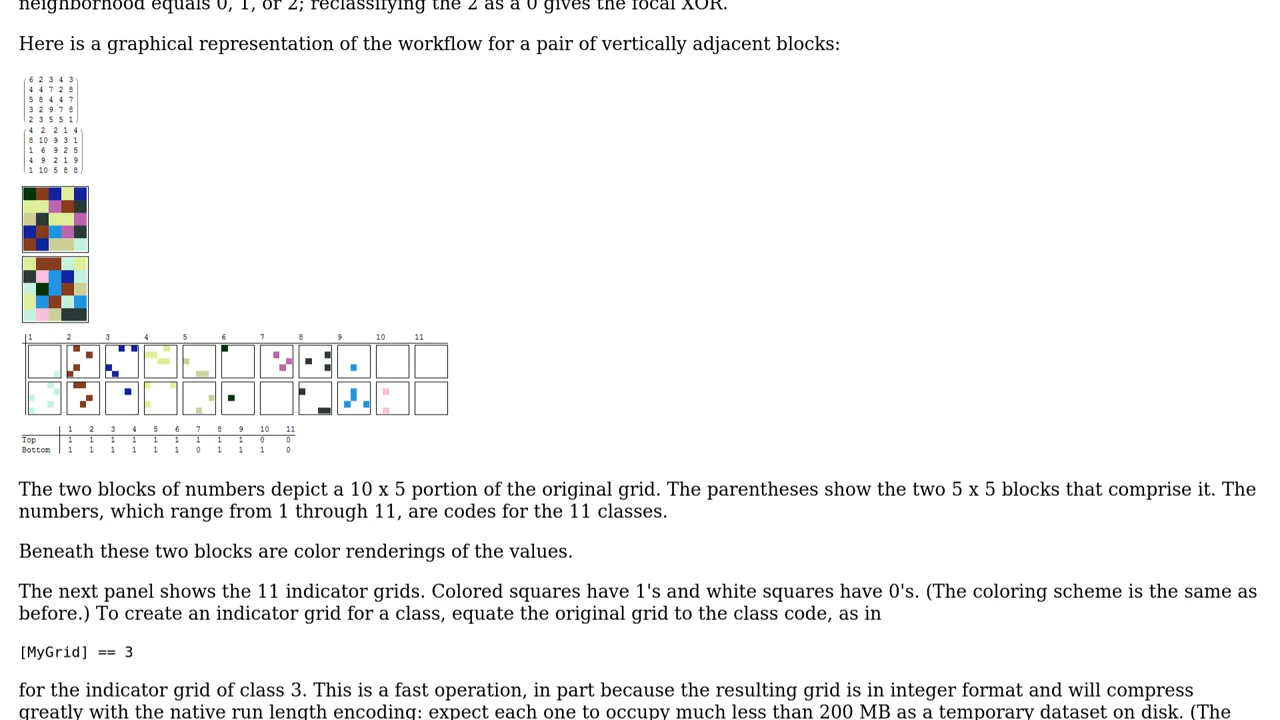 neighborhood equals 0, 1, or 2; reclassifying the 2 as a 0 gives the focal XOR.
Here is a graphical representation of the workflow for a pair of vertically adjacent blocks:
6 2 3 4 3
4 4 7 2 8
5 8 4 4 7
3 2 9 7 8
2 3 5 5 1
4 2 2 1 4
8 10 9 3 1
1 6 9 2 5
4 9 2 1 9
1 10 5 8 8
1 2 3 4 5 6 7 8 9 10 11
1 2 3 4 5 6 7 8 9 10 11
Top 1 1 1 1 1 1 1 1 1 0 0
Bottom 1 1 1 1 1 1 0 1 1 1 0
The two blocks of numbers depict a 10 x 5 portion of the original grid. The parentheses show the two 5 x 5 blocks that comprise it. The
numbers, which range from 1 through 11, are codes for the 11 classes.
Beneath these two blocks are color renderings of the values.
The next panel shows the 11 indicator grids. Colored squares have 1's and white squares have 0's. (The coloring scheme is the same as
before.) To create an indicator grid for a class, equate the original grid to the class code, as in
[MyGrid] == 3
for the indicator grid of class 3. This is a fast operation, in part because the resulting grid is in integer format and will compress
greatly with the native run length encoding: expect each one to occupy much less than 200 MB as a temporary dataset on disk. (The